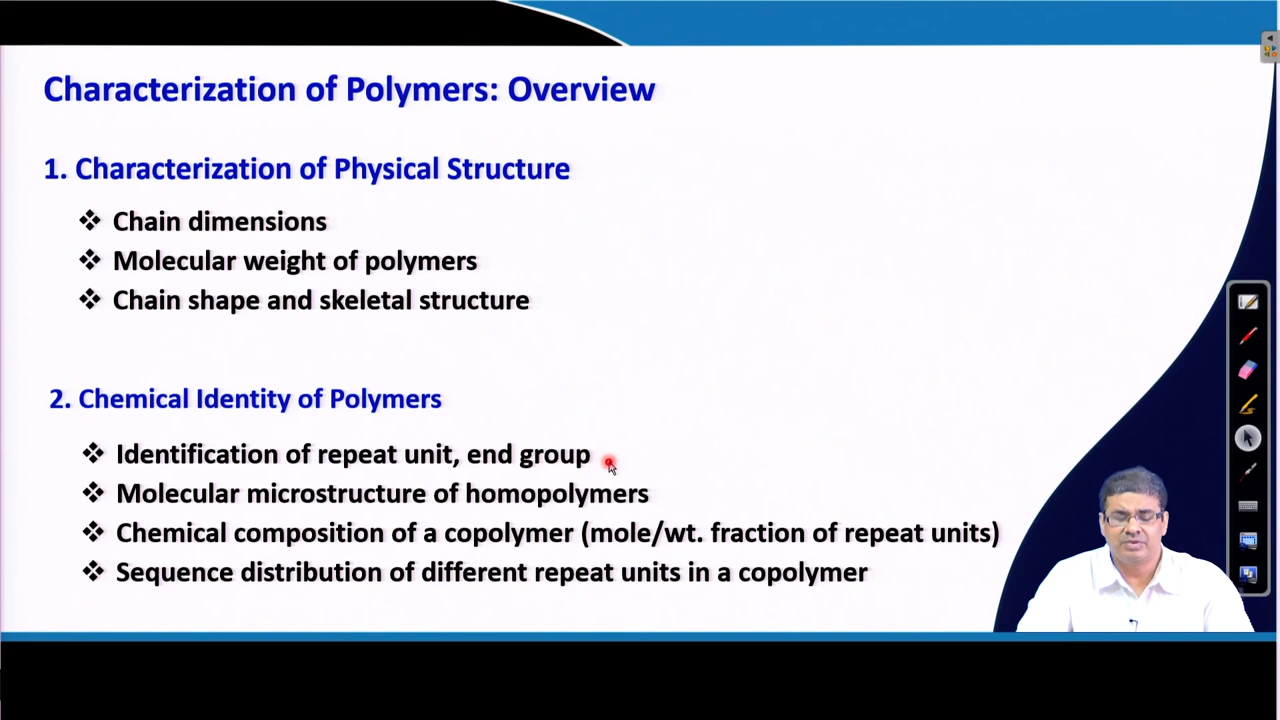 Characterization of Polymers: Overview
1. Characterization of Physical Structure
❖ Chain dimensions
❖ Molecular weight of polymers
❖ Chain shape and skeletal structure
2. Chemical Identity of Polymers
❖ Identification of repeat unit, end group
❖ Molecular microstructure of homopolymers
❖ Chemical composition of a copolymer (mole/wt. fraction of repeat units)
❖ Sequence distribution of different repeat units in a copolymer